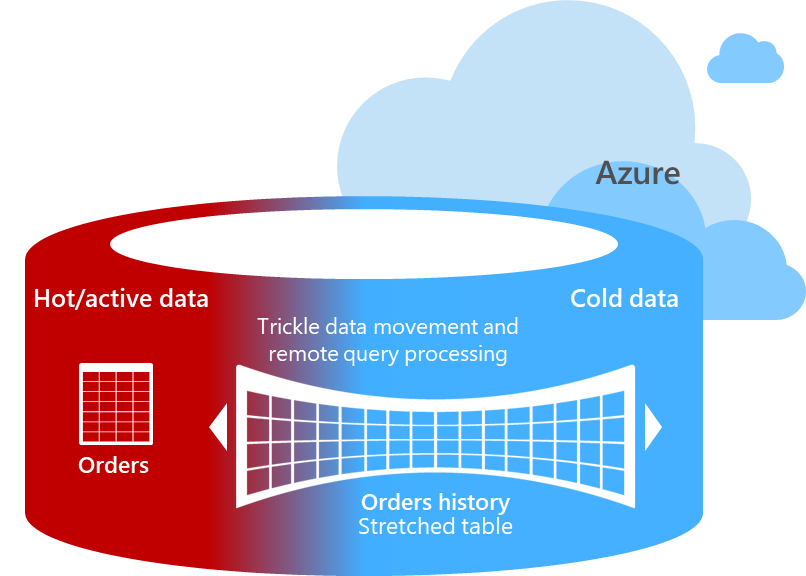 Azure
Hot/active data
Cold data
Trickle data movement and
remote query processing
Orders
Orders history
Stretched table